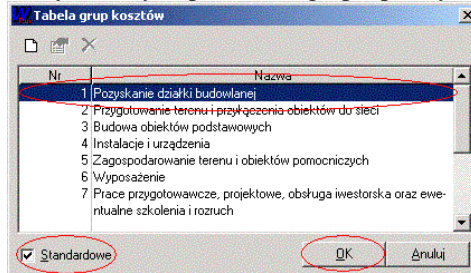 Tabela grup kosztów
Nr Nazwa
1 Pozyskanie działki budowlanej
2 Przygotowanie terenu i przyłączenia obiektów do sieci
3 Budowa obiektów podstawowych
4 Instalacje i urządzenia
5 Zagospodarowanie terenu i obiektów pomocniczych
6 Wyposażenie
7 Prace przygotowawcze, projektowe, obsługa iwestorska oraz ewe-
ntualne szkolenia i rozruch
Standardowe OK Anuluj